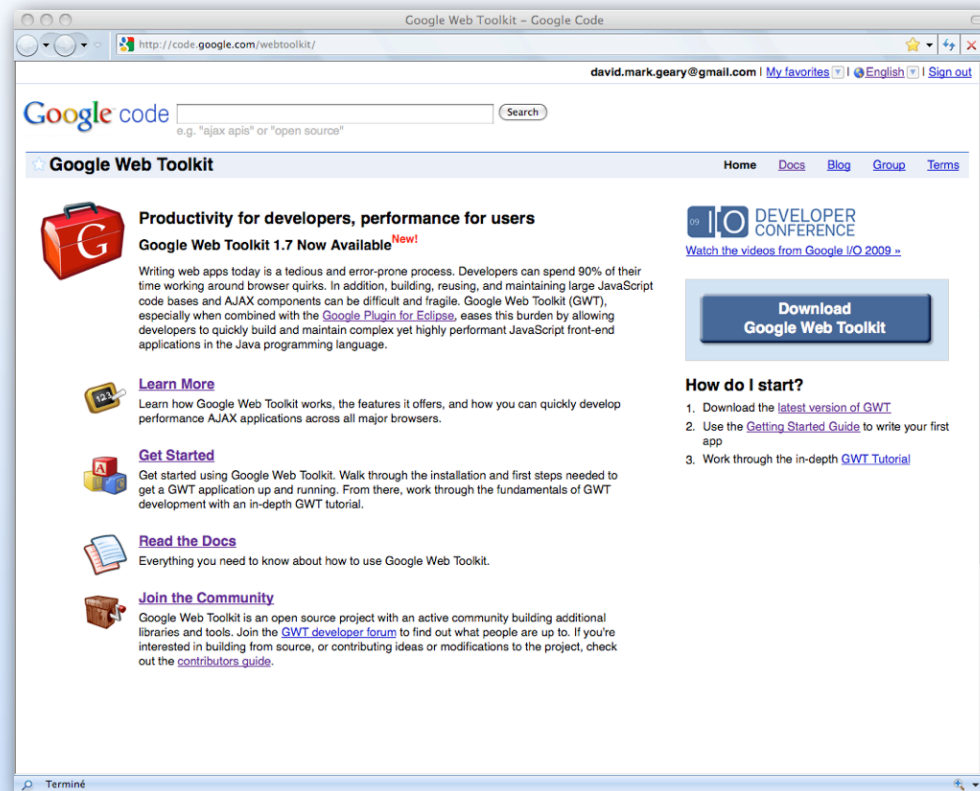 Google Web Toolkit – Google Code
http://code.google.com/webtoolkit/
david.mark.geary@gmail.com | My favorites | English | Sign out
Google code
Search
e.g. "ajax apis" or "open source"
Google Web Toolkit
Home Docs Blog Group Terms
G
Productivity for developers, performance for users
Google Web Toolkit 1.7 Now Available New!
Writing web apps today is a tedious and error-prone process. Developers can spend 90% of their
time working around browser quirks. In addition, building, reusing, and maintaining large JavaScript
code bases and AJAX components can be difficult and fragile. Google Web Toolkit (GWT),
especially when combined with the Google Plugin for Eclipse, eases this burden by allowing
developers to quickly build and maintain complex yet highly performant JavaScript front-end
applications in the Java programming language.
Learn More
Learn how Google Web Toolkit works, the features it offers, and how you can quickly develop
performance AJAX applications across all major browsers.
Get Started
Get started using Google Web Toolkit. Walk through the installation and first steps needed to
get a GWT application up and running. From there, work through the fundamentals of GWT
development with an in-depth GWT tutorial.
Read the Docs
Everything you need to know about how to use Google Web Toolkit.
Join the Community
Google Web Toolkit is an open source project with an active community building additional
libraries and tools. Join the GWT developer forum to find out what people are up to. If you're
interested in building from source, or contributing ideas or modifications to the project, check
out the contributors guide.
09 I/O DEVELOPER
CONFERENCE
Watch the videos from Google I/O 2009 »
Download
Google Web Toolkit
How do I start?
1. Download the latest version of GWT
2. Use the Getting Started Guide to write your first
app
3. Work through the in-depth GWT Tutorial
Terminé